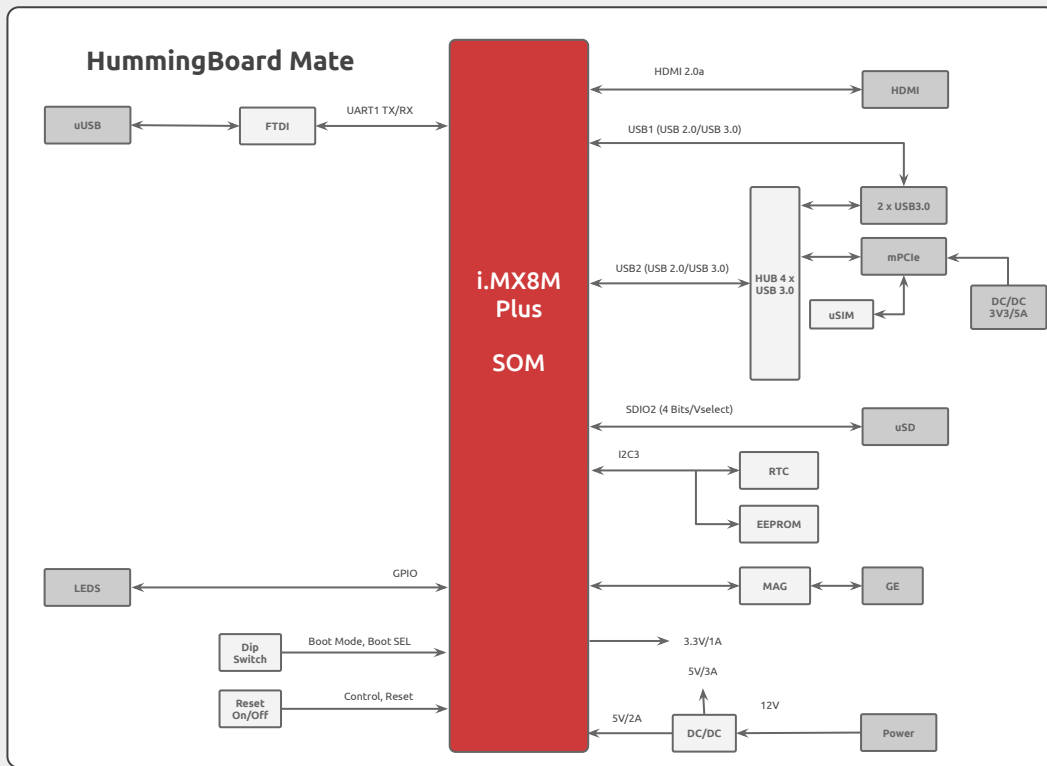 HummingBoard Mate
HDMI 2.0a
HDMI
UART1 TX/RX
uUSB
FTDI
USB1 (USB 2.0/USB 3.0)
2 x USB3.0
mPCIe
USB2 (USB 2.0/USB 3.0)
HUB 4 x
USB 3.0
uSIM
DC/DC
3V3/5A
i.MX8M
Plus
SOM
SDIO2 (4 Bits/Vselect)
uSD
I2C3
RTC
EEPROM
GPIO
LEDS
MAG
GE
Boot Mode, Boot SEL
Dip
Switch
3.3V/1A
5V/3A
Control, Reset
Reset
On/Off
12V
5V/2A
DC/DC
Power